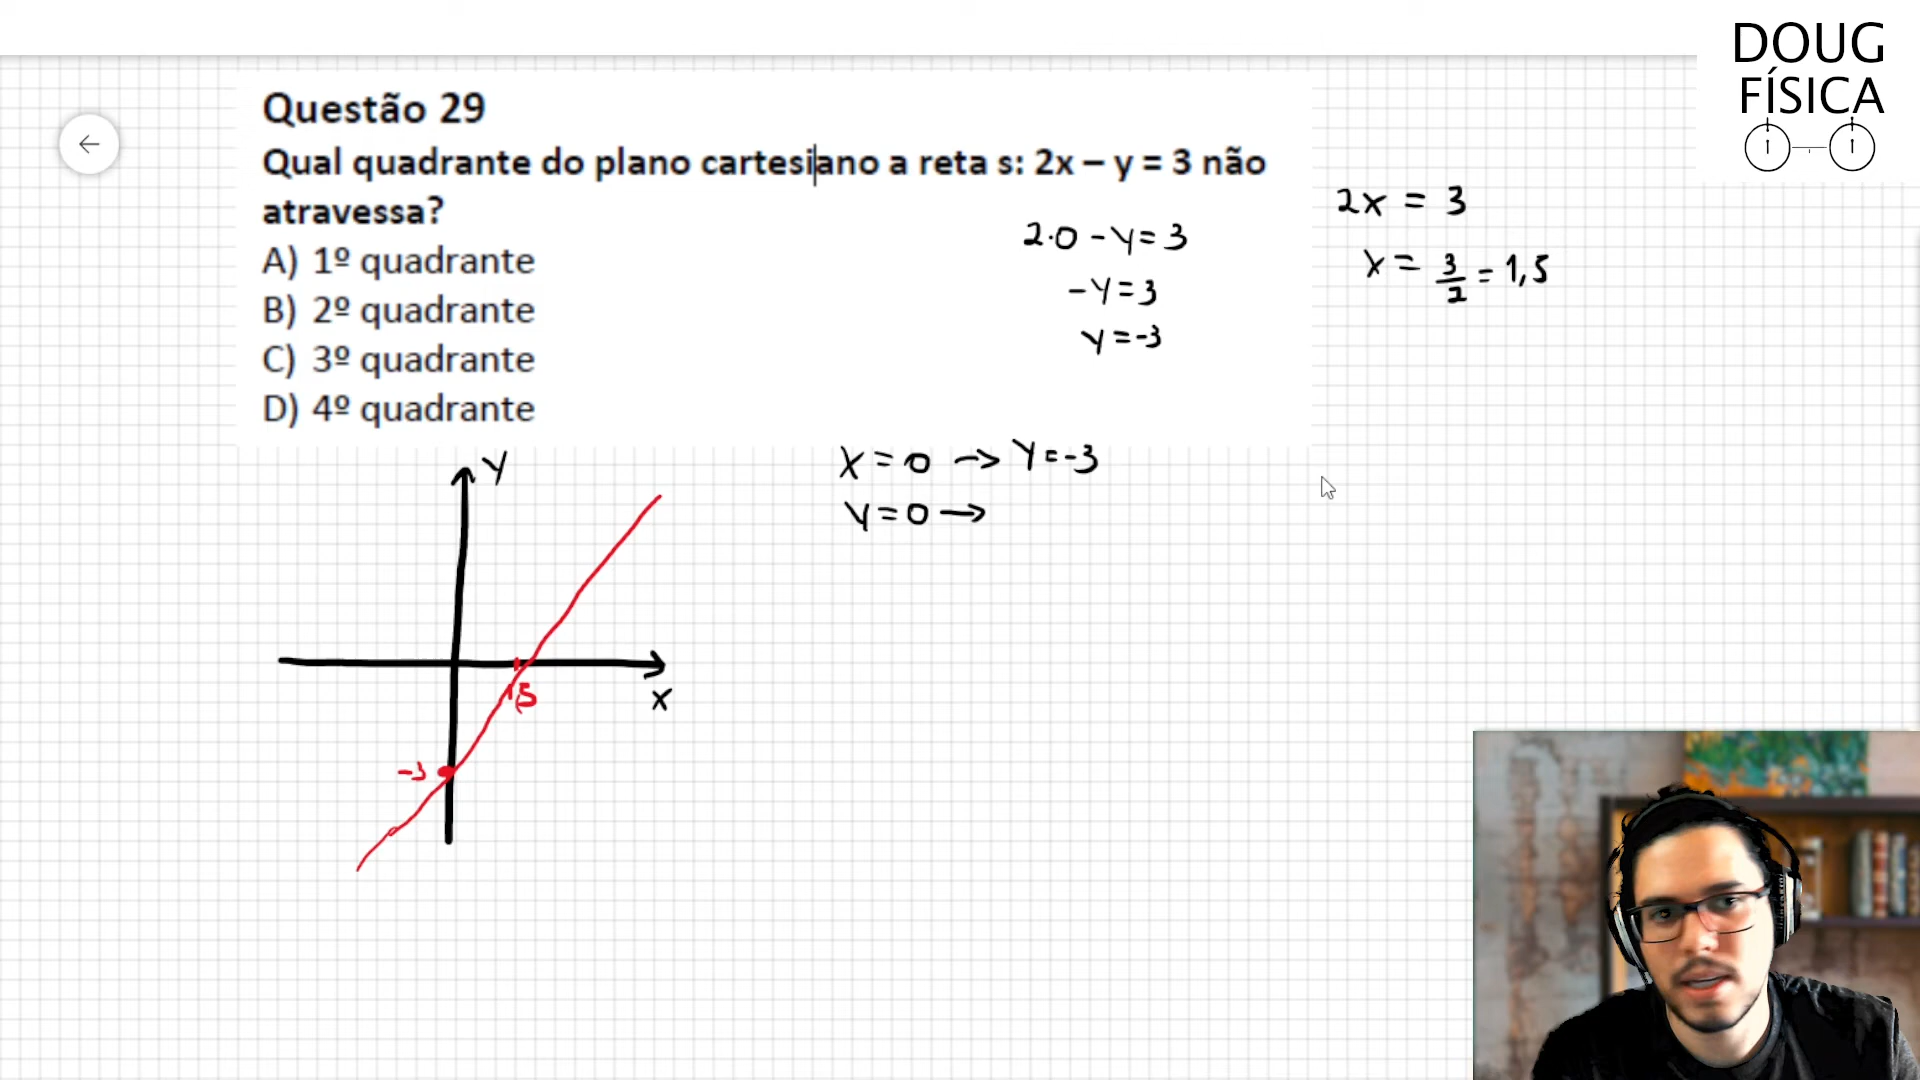 DOUG
FÍSICA
Questão 29
Qual quadrante do plano cartesiano a reta s: 2x – y = 3 não
atravessa?
A) 1º quadrante
B) 2º quadrante
C) 3º quadrante
D) 4º quadrante
2·0 - y = 3
- y = 3
y = -3
2x = 3
x = 3/2 = 1,5
x = 0 → y = -3
y = 0 →
y
x
1,5
-3